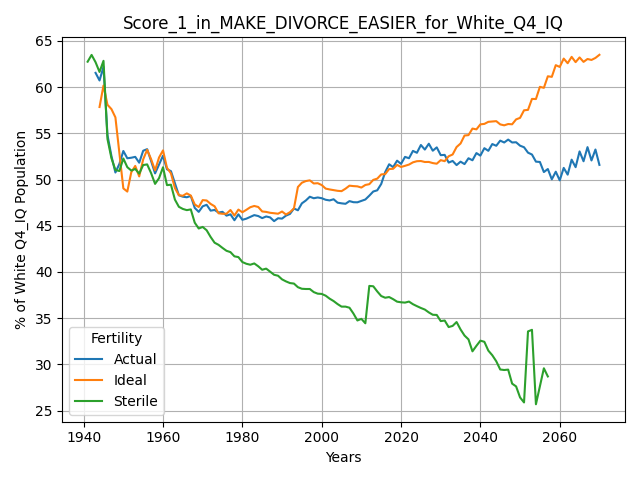 Score_1_in_MAKE_DIVORCE_EASIER_for_White_Q4_IQ
% of White Q4_IQ Population
65
60
55
50
45
40
35
30
25
Fertility
Actual
Ideal
Sterile
1940 1960 1980 2000 2020 2040 2060
Years